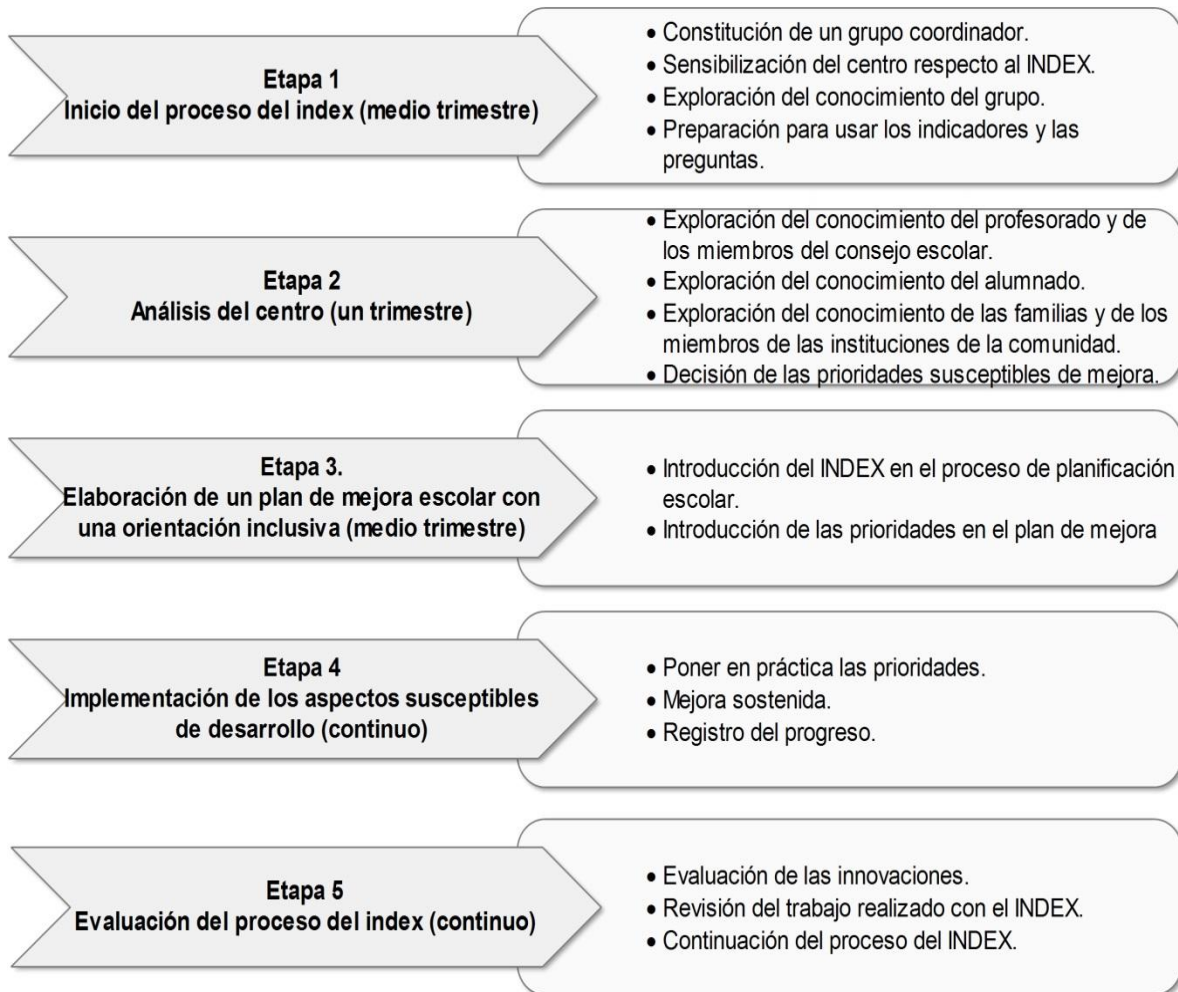 Etapa 1
Inicio del proceso del index (medio trimestre)
• Constitución de un grupo coordinador.
• Sensibilización del centro respecto al INDEX.
• Exploración del conocimiento del grupo.
• Preparación para usar los indicadores y las
preguntas.
Etapa 2
Análisis del centro (un trimestre)
• Exploración del conocimiento del profesorado y de
los miembros del consejo escolar.
• Exploración del conocimiento del alumnado.
• Exploración del conocimiento de las familias y de los
miembros de las instituciones de la comunidad.
• Decisión de las prioridades susceptibles de mejora.
Etapa 3.
Elaboración de un plan de mejora escolar con
una orientación inclusiva (medio trimestre)
• Introducción del INDEX en el proceso de planificación
escolar.
• Introducción de las prioridades en el plan de mejora
Etapa 4
Implementación de los aspectos susceptibles
de desarrollo (continuo)
• Poner en práctica las prioridades.
• Mejora sostenida.
• Registro del progreso.
Etapa 5
Evaluación del proceso del index (continuo)
• Evaluación de las innovaciones.
• Revisión del trabajo realizado con el INDEX.
• Continuación del proceso del INDEX.